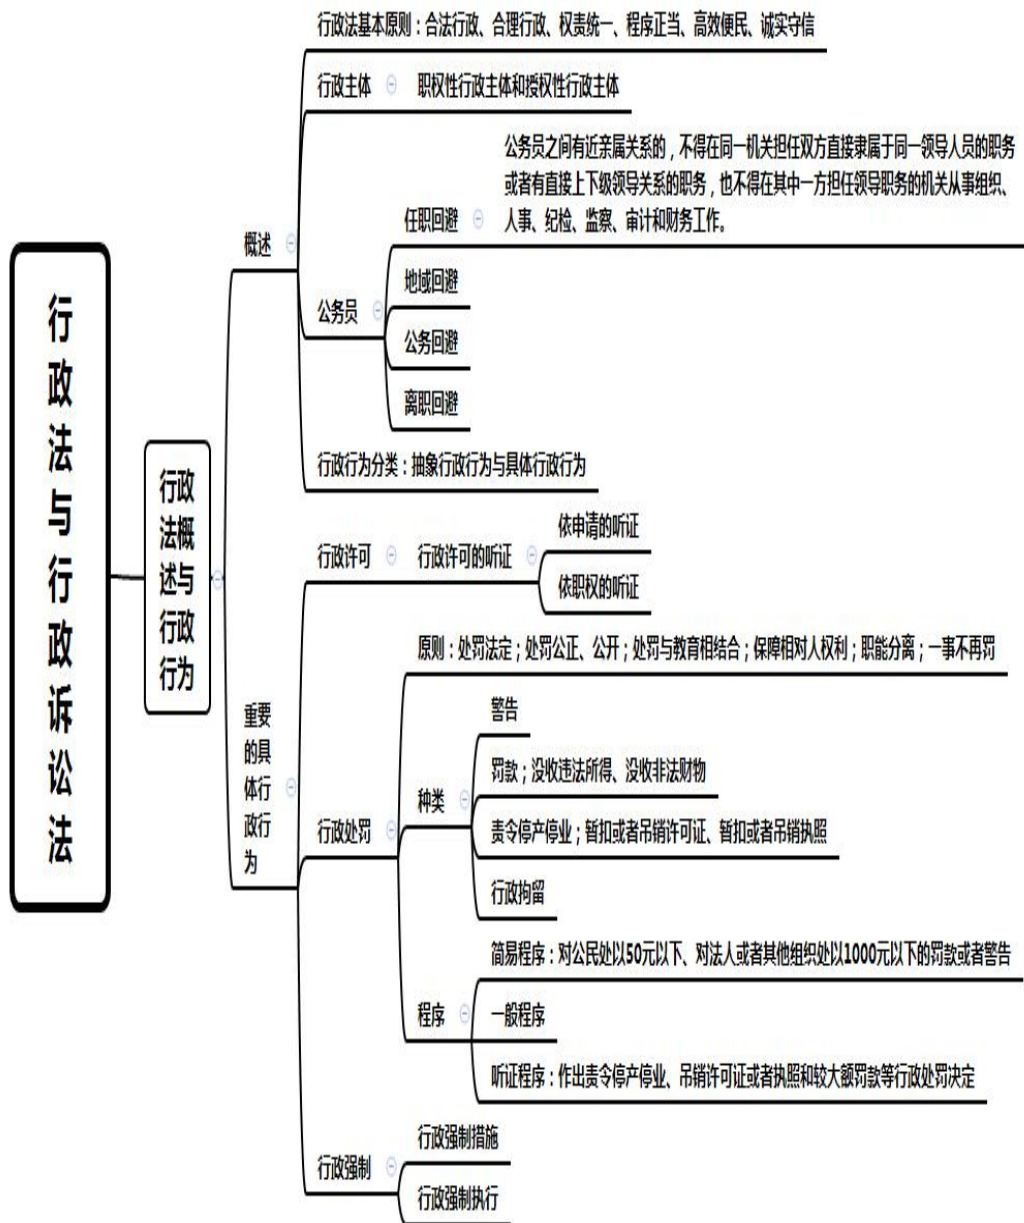 行政法与行政诉讼法
行政
法概
述与
行政
行为
概述
行政法基本原则：合法行政、合理行政、权责统一、程序正当、高效便民、诚实守信
行政主体
职权性行政主体和授权性行政主体
公务员
任职回避
公务员之间有近亲属关系的，不得在同一机关担任双方直接隶属于同一领导人员的职务
或者有直接上下级领导关系的职务，也不得在其中一方担任领导职务的机关从事组织、
人事、纪检、监察、审计和财务工作。
地域回避
公务回避
离职回避
行政行为分类：抽象行政行为与具体行政行为
重要
的具
体行
政行
为
行政许可
行政许可的听证
依申请的听证
依职权的听证
行政处罚
原则：处罚法定；处罚公正、公开；处罚与教育相结合；保障相对人权利；职能分离；一事不再罚
种类
警告
罚款；没收违法所得、没收非法财物
责令停产停业；暂扣或者吊销许可证、暂扣或者吊销执照
行政拘留
程序
简易程序：对公民处以50元以下、对法人或者其他组织处以1000元以下的罚款或者警告
一般程序
听证程序：作出责令停产停业、吊销许可证或者执照和较大额罚款等行政处罚决定
行政强制
行政强制措施
行政强制执行